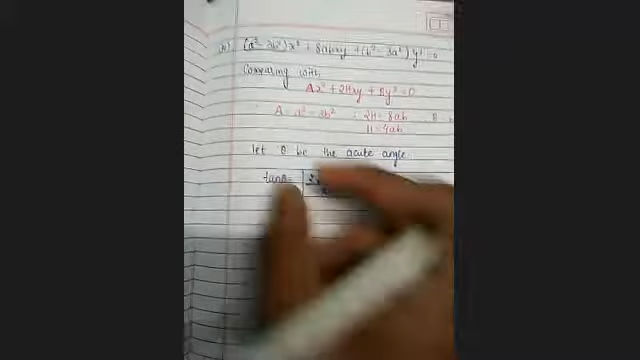 (a² - 3b²)x² + 8abxy + (b² - 3a²)y² = 0
Comparing with
Ax² + 2Hxy + By² = 0
∴ A = a² - 3b² ; 2H = 8ab B
H = 4ab
let θ be the acute angle
tanθ =